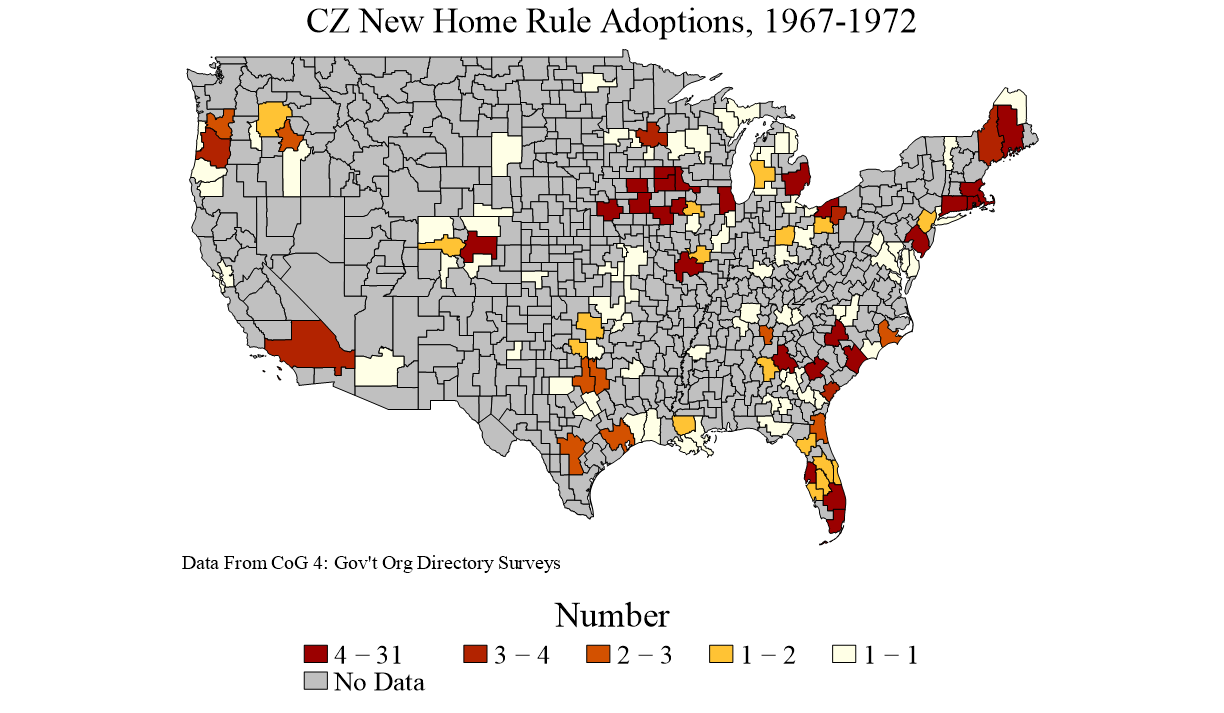 CZ New Home Rule Adoptions, 1967-1972
Data From CoG 4: Gov't Org Directory Surveys
Number
4 − 31
3 − 4
2 − 3
1 − 2
1 − 1
No Data